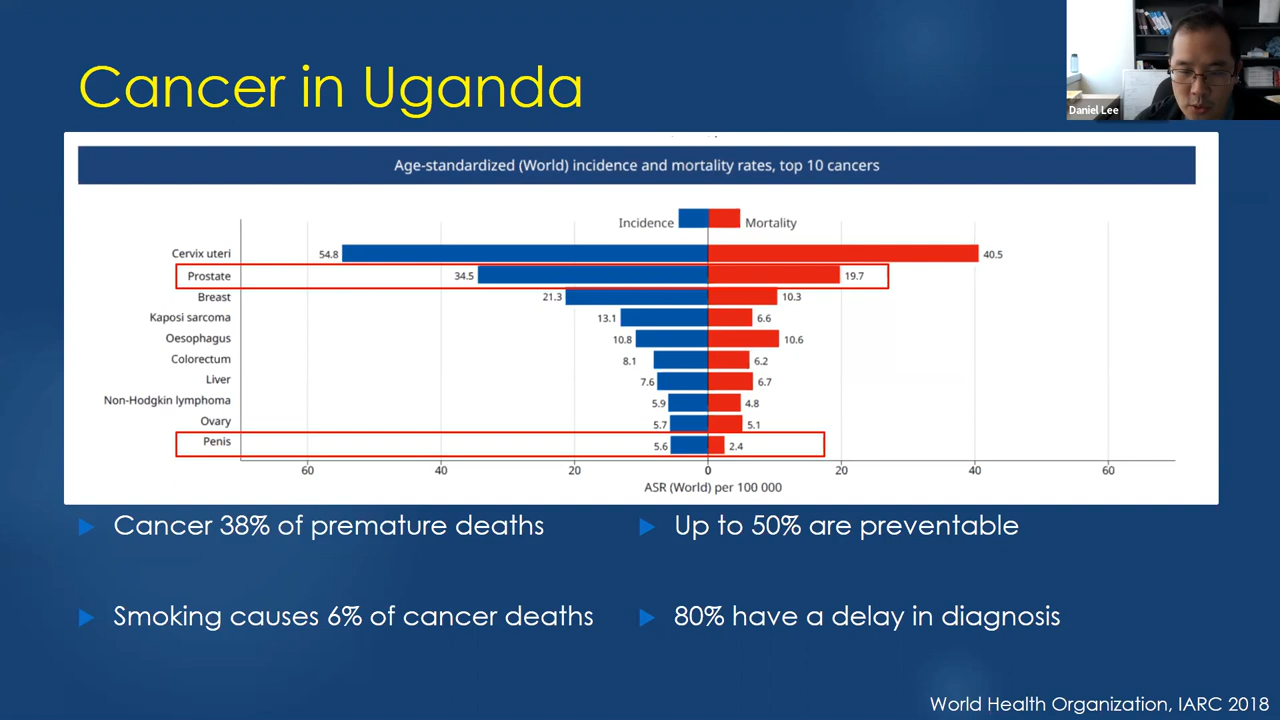 Cancer in Uganda
Daniel Lee
Age-standardized (World) incidence and mortality rates, top 10 cancers
Incidence Mortality
Cervix uteri 54.8 40.5
Prostate 34.5 19.7
Breast 21.3 10.3
Kaposi sarcoma 13.1 6.6
Oesophagus 10.8 10.6
Colorectum 8.1 6.2
Liver 7.6 6.7
Non-Hodgkin lymphoma 5.9 4.8
Ovary 5.7 5.1
Penis 5.6 2.4
60 40 20 0 20 40 60
ASR (World) per 100 000
Cancer 38% of premature deaths
Smoking causes 6% of cancer deaths
Up to 50% are preventable
80% have a delay in diagnosis
World Health Organization, IARC 2018